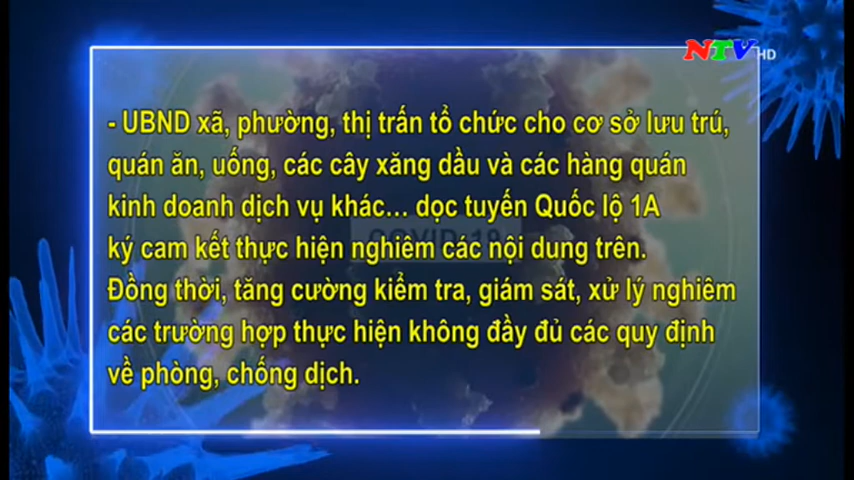 NTV HD
- UBND xã, phường, thị trấn tổ chức cho cơ sở lưu trú,
quán ăn, uống, các cây xăng dầu và các hàng quán
kinh doanh dịch vụ khác... dọc tuyến Quốc lộ 1A
ký cam kết thực hiện nghiêm các nội dung trên.
Đồng thời, tăng cường kiểm tra, giám sát, xử lý nghiêm
các trường hợp thực hiện không đầy đủ các quy định
về phòng, chống dịch.
COVID-19